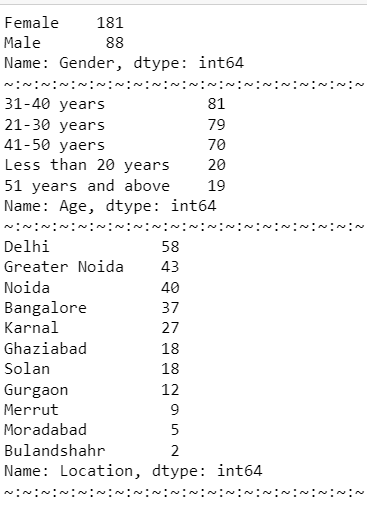 Female    181
Male       88
Name: Gender, dtype: int64
~:~:~:~:~:~:~:~:~:~:~:~:~:~:~:~:~:~:~:~
31-40 years           81
21-30 years           79
41-50 yaers           70
Less than 20 years    20
51 years and above    19
Name: Age, dtype: int64
~:~:~:~:~:~:~:~:~:~:~:~:~:~:~:~:~:~:~:~
Delhi            58
Greater Noida    43
Noida            40
Bangalore        37
Karnal           27
Ghaziabad        18
Solan            18
Gurgaon          12
Merrut            9
Moradabad         5
Bulandshahr       2
Name: Location, dtype: int64
~:~:~:~:~:~:~:~:~:~:~:~:~:~:~:~:~:~:~:~